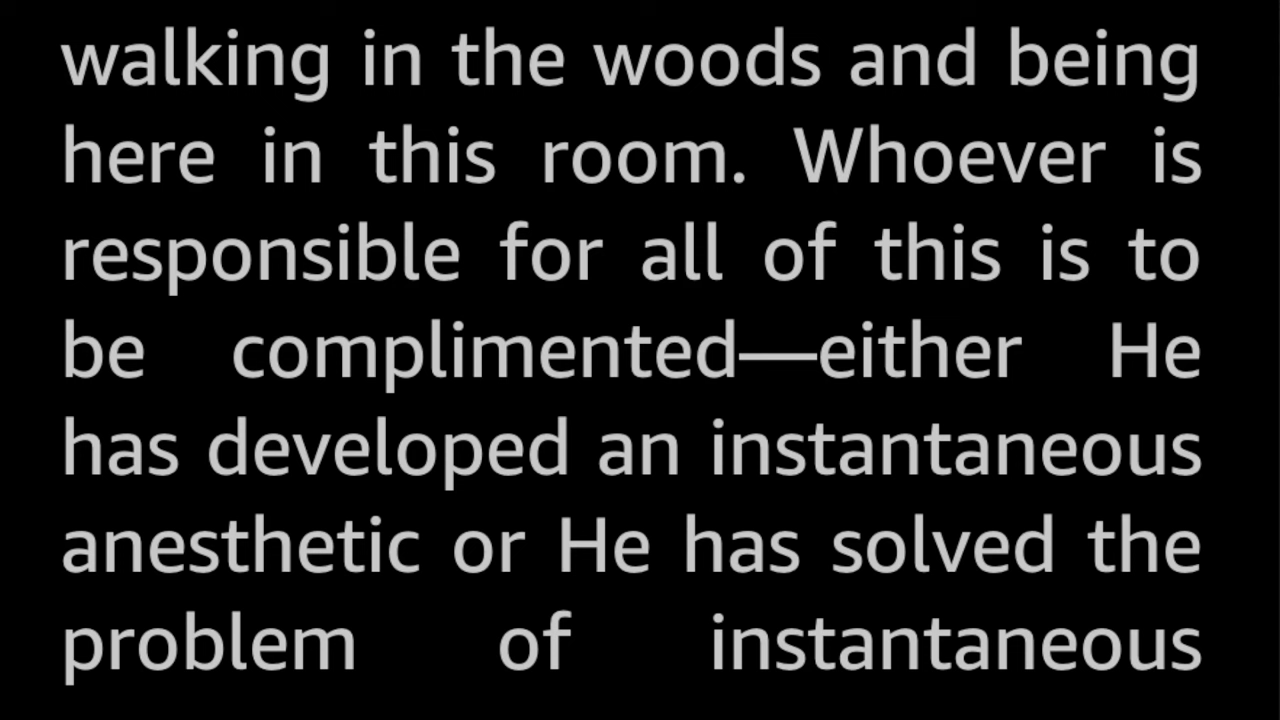 walking in the woods and being
here in this room. Whoever is
responsible for all of this is to
be complimented—either He
has developed an instantaneous
anesthetic or He has solved the
problem of instantaneous